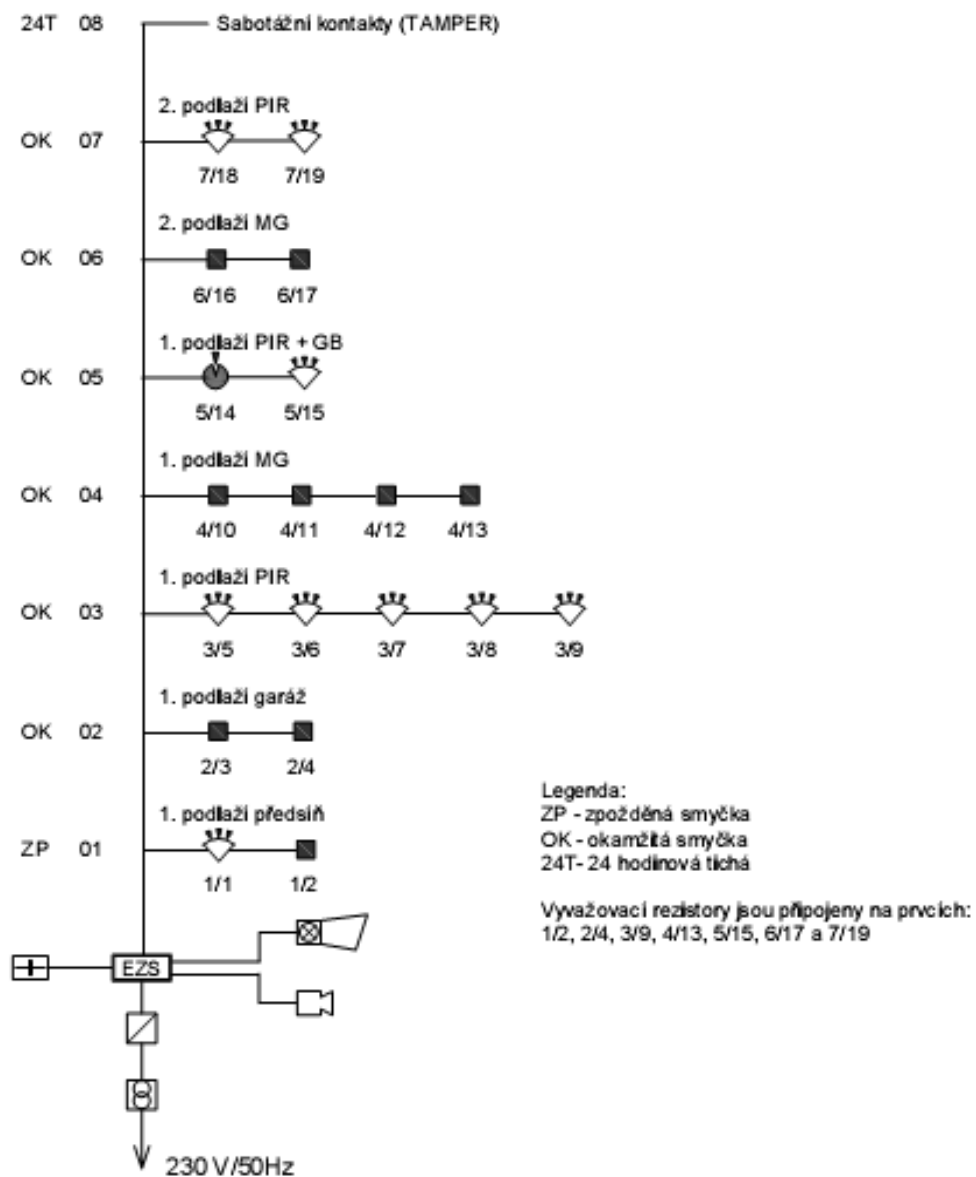 24T 08 Sabotážní kontakty (TAMPER)
2. podlaží PIR
OK 07
7/18 7/19
2. podlaží MG
OK 06
6/16 6/17
1. podlaží PIR + GB
OK 05
5/14 5/15
1. podlaží MG
OK 04
4/10 4/11 4/12 4/13
1. podlaží PIR
OK 03
3/5 3/6 3/7 3/8 3/9
1. podlaží garáž
OK 02
2/3 2/4
1. podlaží předsíň
ZP 01
1/1 1/2
Legenda:
ZP - zpožděná smyčka
OK - okamžitá smyčka
24T- 24 hodinová tichá
Vyvažovací rezistory jsou připojeny na prvcích:
1/2, 2/4, 3/9, 4/13, 5/15, 6/17 a 7/19
EZS
230 V/50Hz